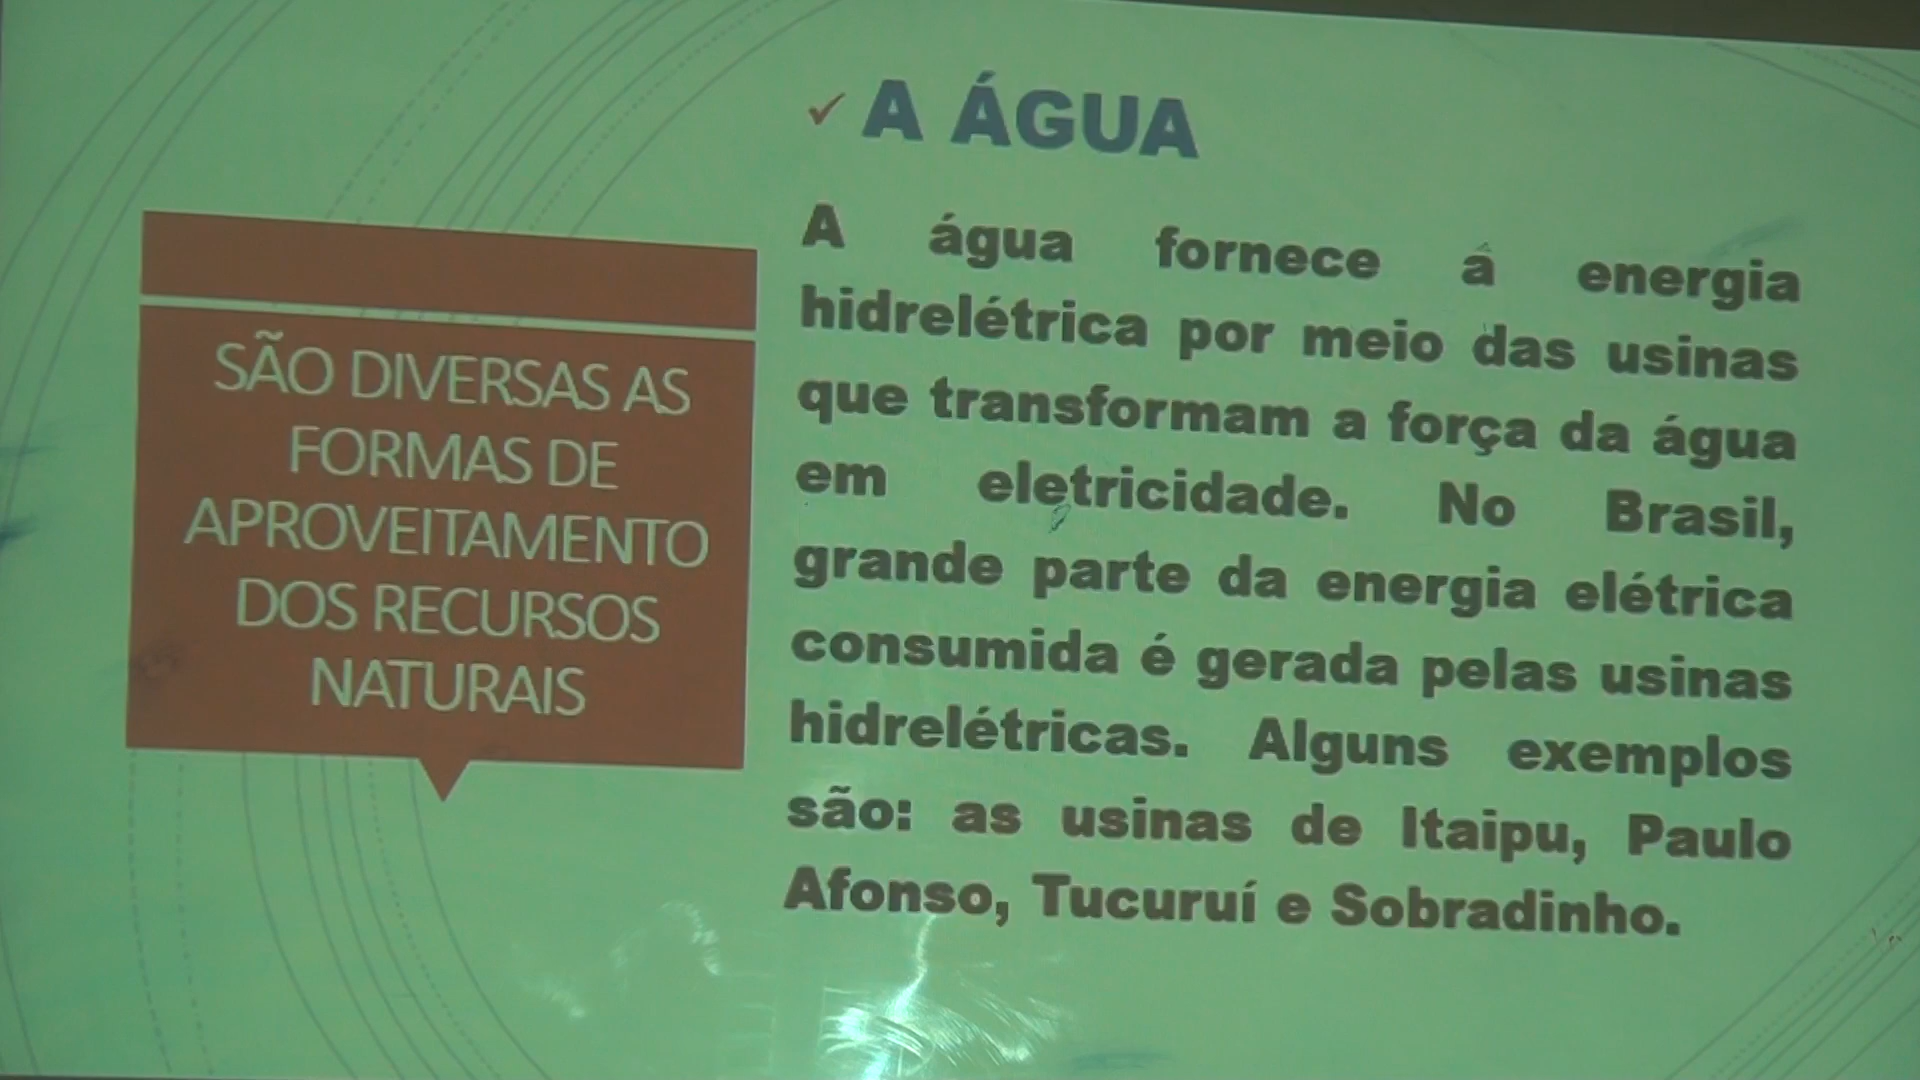 SÃO DIVERSAS AS
FORMAS DE
APROVEITAMENTO
DOS RECURSOS
NATURAIS
✓ A ÁGUA
A água fornece a energia
hidrelétrica por meio das usinas
que transformam a força da água
em eletricidade. No Brasil,
grande parte da energia elétrica
consumida é gerada pelas usinas
hidrelétricas. Alguns exemplos
são: as usinas de Itaipu, Paulo
Afonso, Tucuruí e Sobradinho.